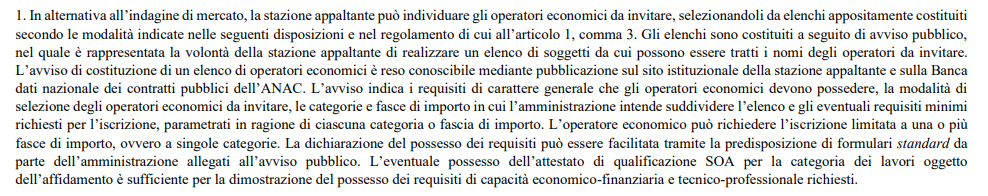 1. In alternativa all’indagine di mercato, la stazione appaltante può individuare gli operatori economici da invitare, selezionandoli da elenchi appositamente costituiti
secondo le modalità indicate nelle seguenti disposizioni e nel regolamento di cui all’articolo 1, comma 3. Gli elenchi sono costituiti a seguito di avviso pubblico,
nel quale è rappresentata la volontà della stazione appaltante di realizzare un elenco di soggetti da cui possono essere tratti i nomi degli operatori da invitare.
L’avviso di costituzione di un elenco di operatori economici è reso conoscibile mediante pubblicazione sul sito istituzionale della stazione appaltante e sulla Banca
dati nazionale dei contratti pubblici dell’ANAC. L’avviso indica i requisiti di carattere generale che gli operatori economici devono possedere, la modalità di
selezione degli operatori economici da invitare, le categorie e fasce di importo in cui l’amministrazione intende suddividere l’elenco e gli eventuali requisiti minimi
richiesti per l’iscrizione, parametrati in ragione di ciascuna categoria o fascia di importo. L’operatore economico può richiedere l’iscrizione limitata a una o più
fasce di importo, ovvero a singole categorie. La dichiarazione del possesso dei requisiti può essere facilitata tramite la predisposizione di formulari standard da
parte dell’amministrazione allegati all’avviso pubblico. L’eventuale possesso dell’attestato di qualificazione SOA per la categoria dei lavori oggetto
dell’affidamento è sufficiente per la dimostrazione del possesso dei requisiti di capacità economico-finanziaria e tecnico-professionale richiesti.